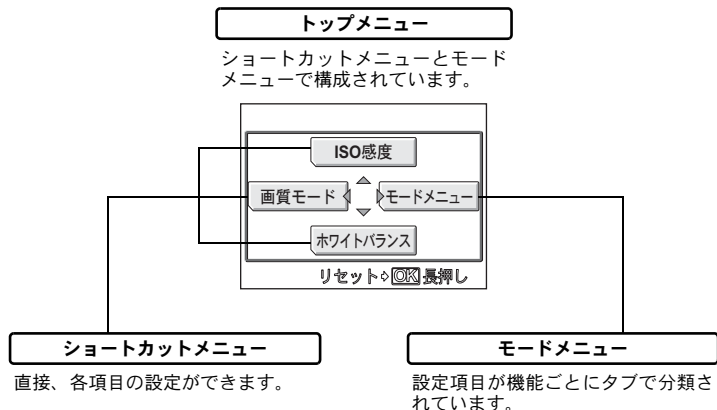 トップメニュー
ショートカットメニューとモード
メニューで構成されています。
ISO感度
画質モード
モードメニュー
ホワイトバランス
リセット⇨OK長押し
ショートカットメニュー
直接、各項目の設定ができます。
モードメニュー
設定項目が機能ごとにタブで分類さ
れています。